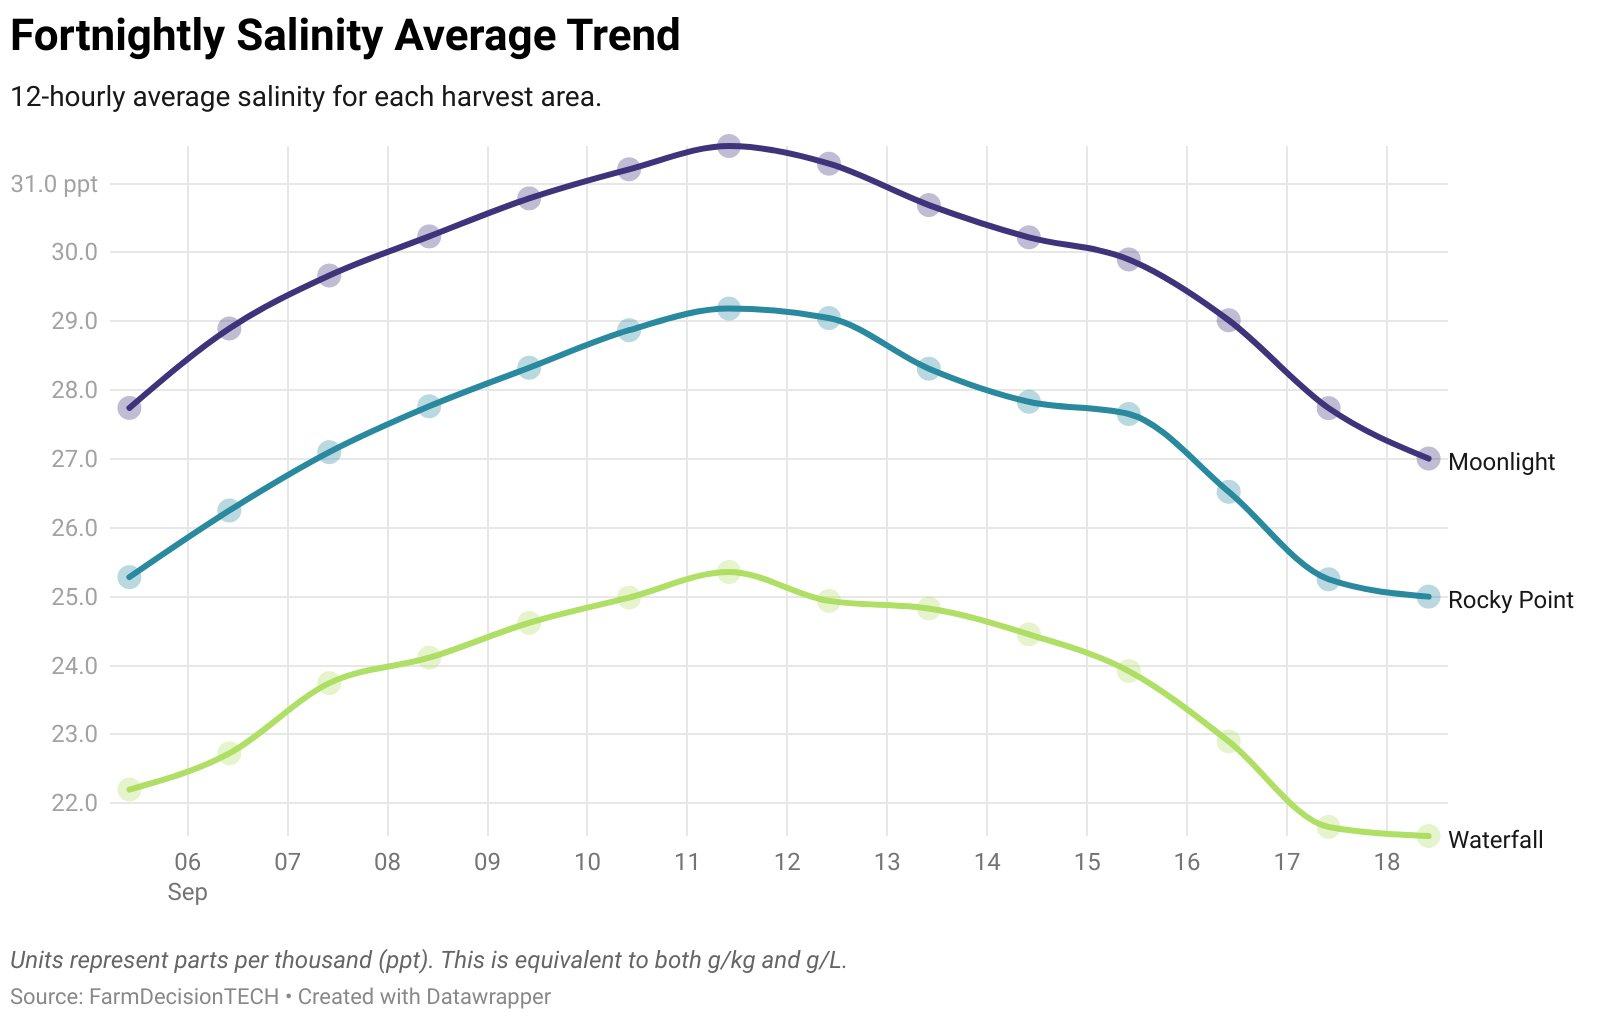 Fortnightly Salinity Average Trend
12-hourly average salinity for each harvest area.
31.0 ppt
30.0
29.0
28.0
27.0
26.0
25.0
24.0
23.0
22.0
Moonlight
Rocky Point
Waterfall
06 07 08 09 10 11 12 13 14 15 16 17 18
Sep
Units represent parts per thousand (ppt). This is equivalent to both g/kg and g/L.
Source: FarmDecisionTECH • Created with Datawrapper